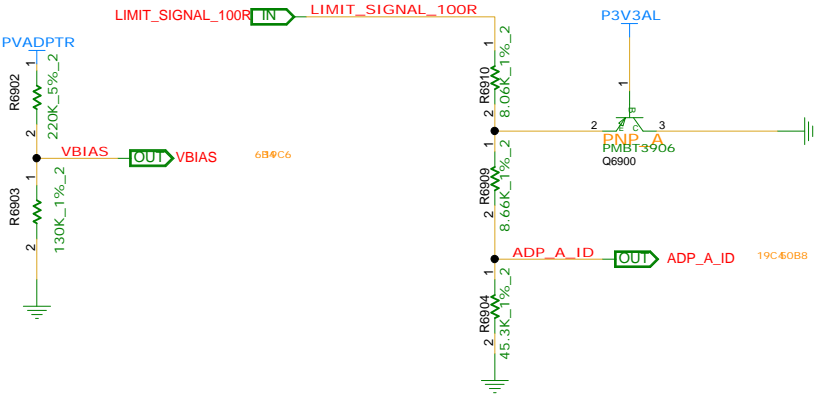 LIMIT_SIGNAL_100R
IN
LIMIT_SIGNAL_100R
P3V3AL
PVADPTR
1
R6902
220K_5%_2
2
VBIAS
OUT
VBIAS
1
R6903
130K_1%_2
2
1
R6910
8.06K_1%_2
2
1
B
E
C
2
3
PNP_A
PMBT3906
Q6900
1
R6909
8.66K_1%_2
2
ADP_A_ID
OUT
ADP_A_ID
1
R6904
45.3K_1%_2
2